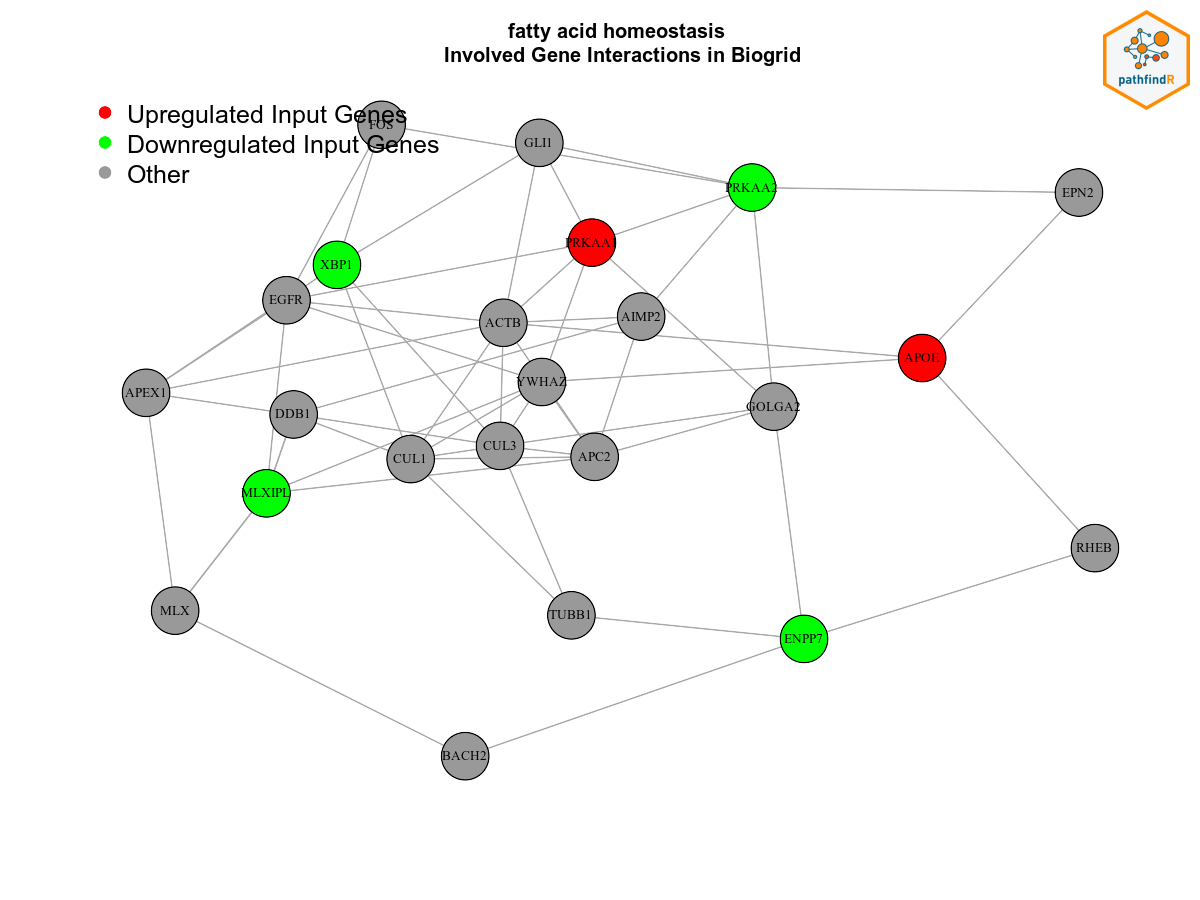 fatty acid homeostasis
Involved Gene Interactions in Biogrid
pathfindR
Upregulated Input Genes
Downregulated Input Genes
Other
FOS
GLI1
PRKAA2
EPN2
PRKAA1
XBP1
EGFR
ACTB
AIMP2
APOE
YWHAZ
APEX1
DDB1
GOLGA2
CUL3
CUL1
APC2
MLXIPL
RHEB
MLX
TUBB1
ENPP7
BACH2